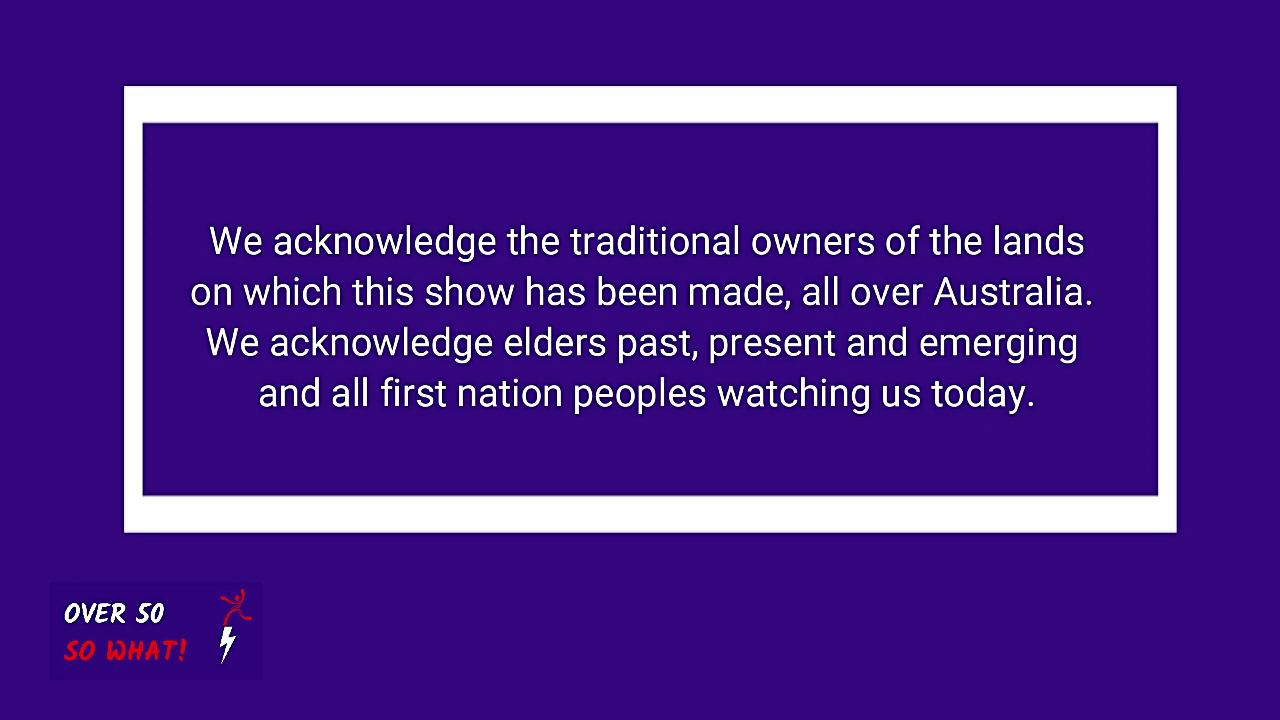 We acknowledge the traditional owners of the lands
on which this show has been made, all over Australia.
We acknowledge elders past, present and emerging
and all first nation peoples watching us today.
OVER 50
SO WHAT!